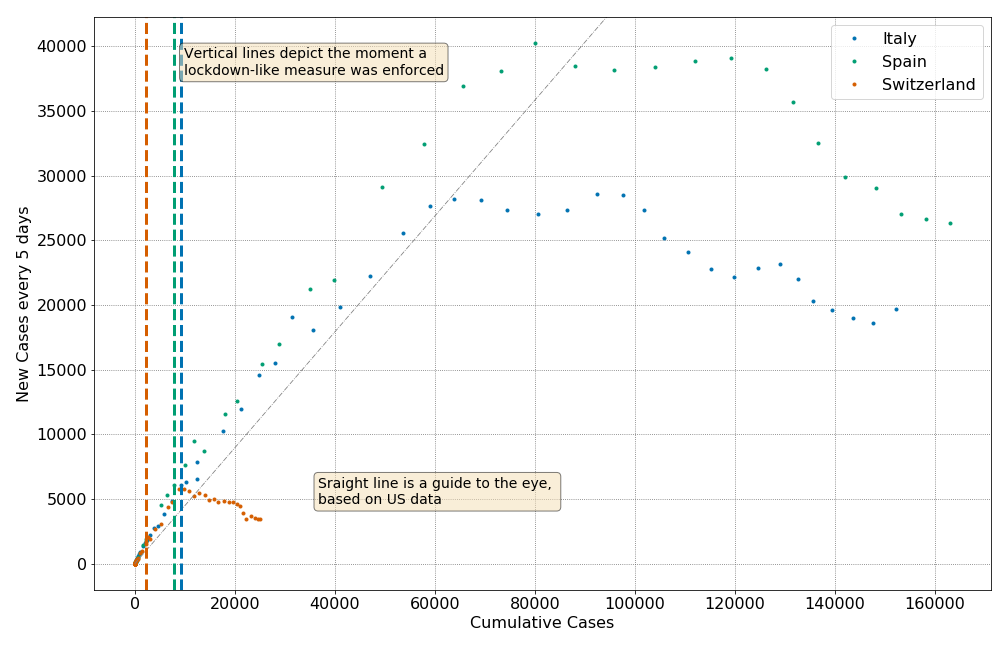 40000
35000
30000
25000
20000
15000
10000
5000
0
New Cases every 5 days
Vertical lines depict the moment a
lockdown-like measure was enforced
Italy
Spain
Switzerland
Sraight line is a guide to the eye,
based on US data
0 20000 40000 60000 80000 100000 120000 140000 160000
Cumulative Cases